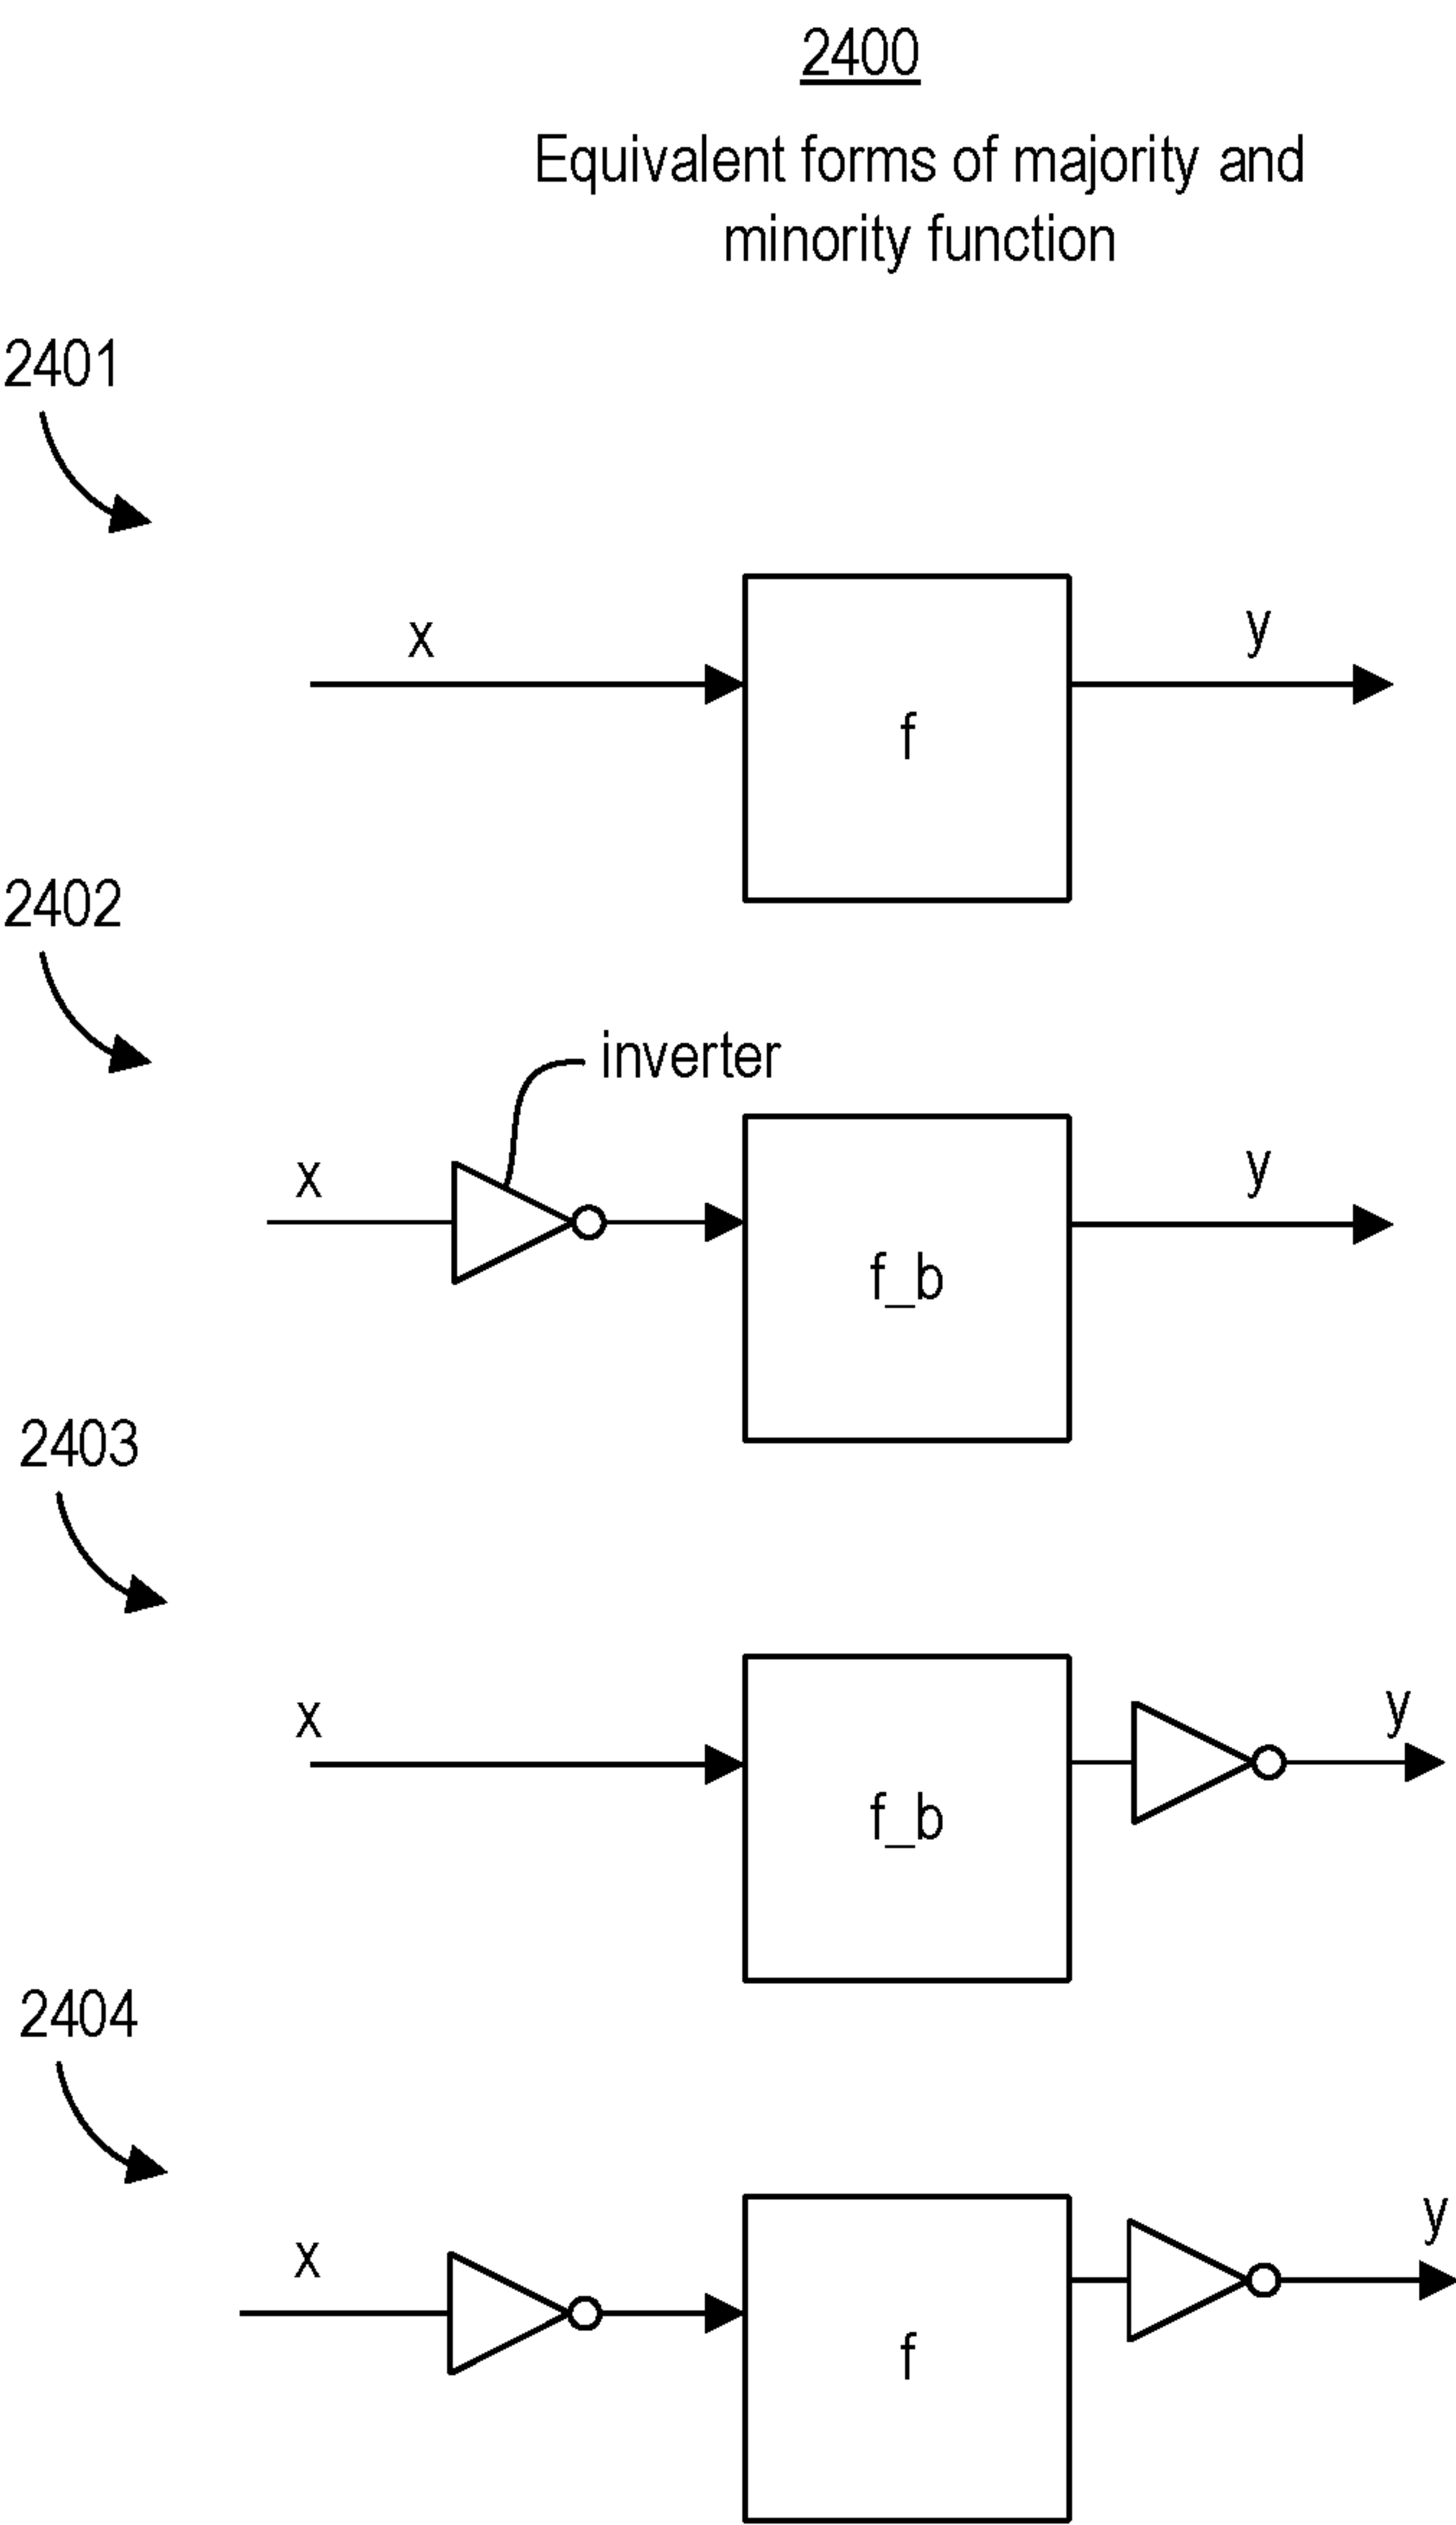 2400
Equivalent forms of majority and
minority function
2401
x
y
f
2402
inverter
x
y
f_b
2403
x
y
f_b
2404
x
y
f